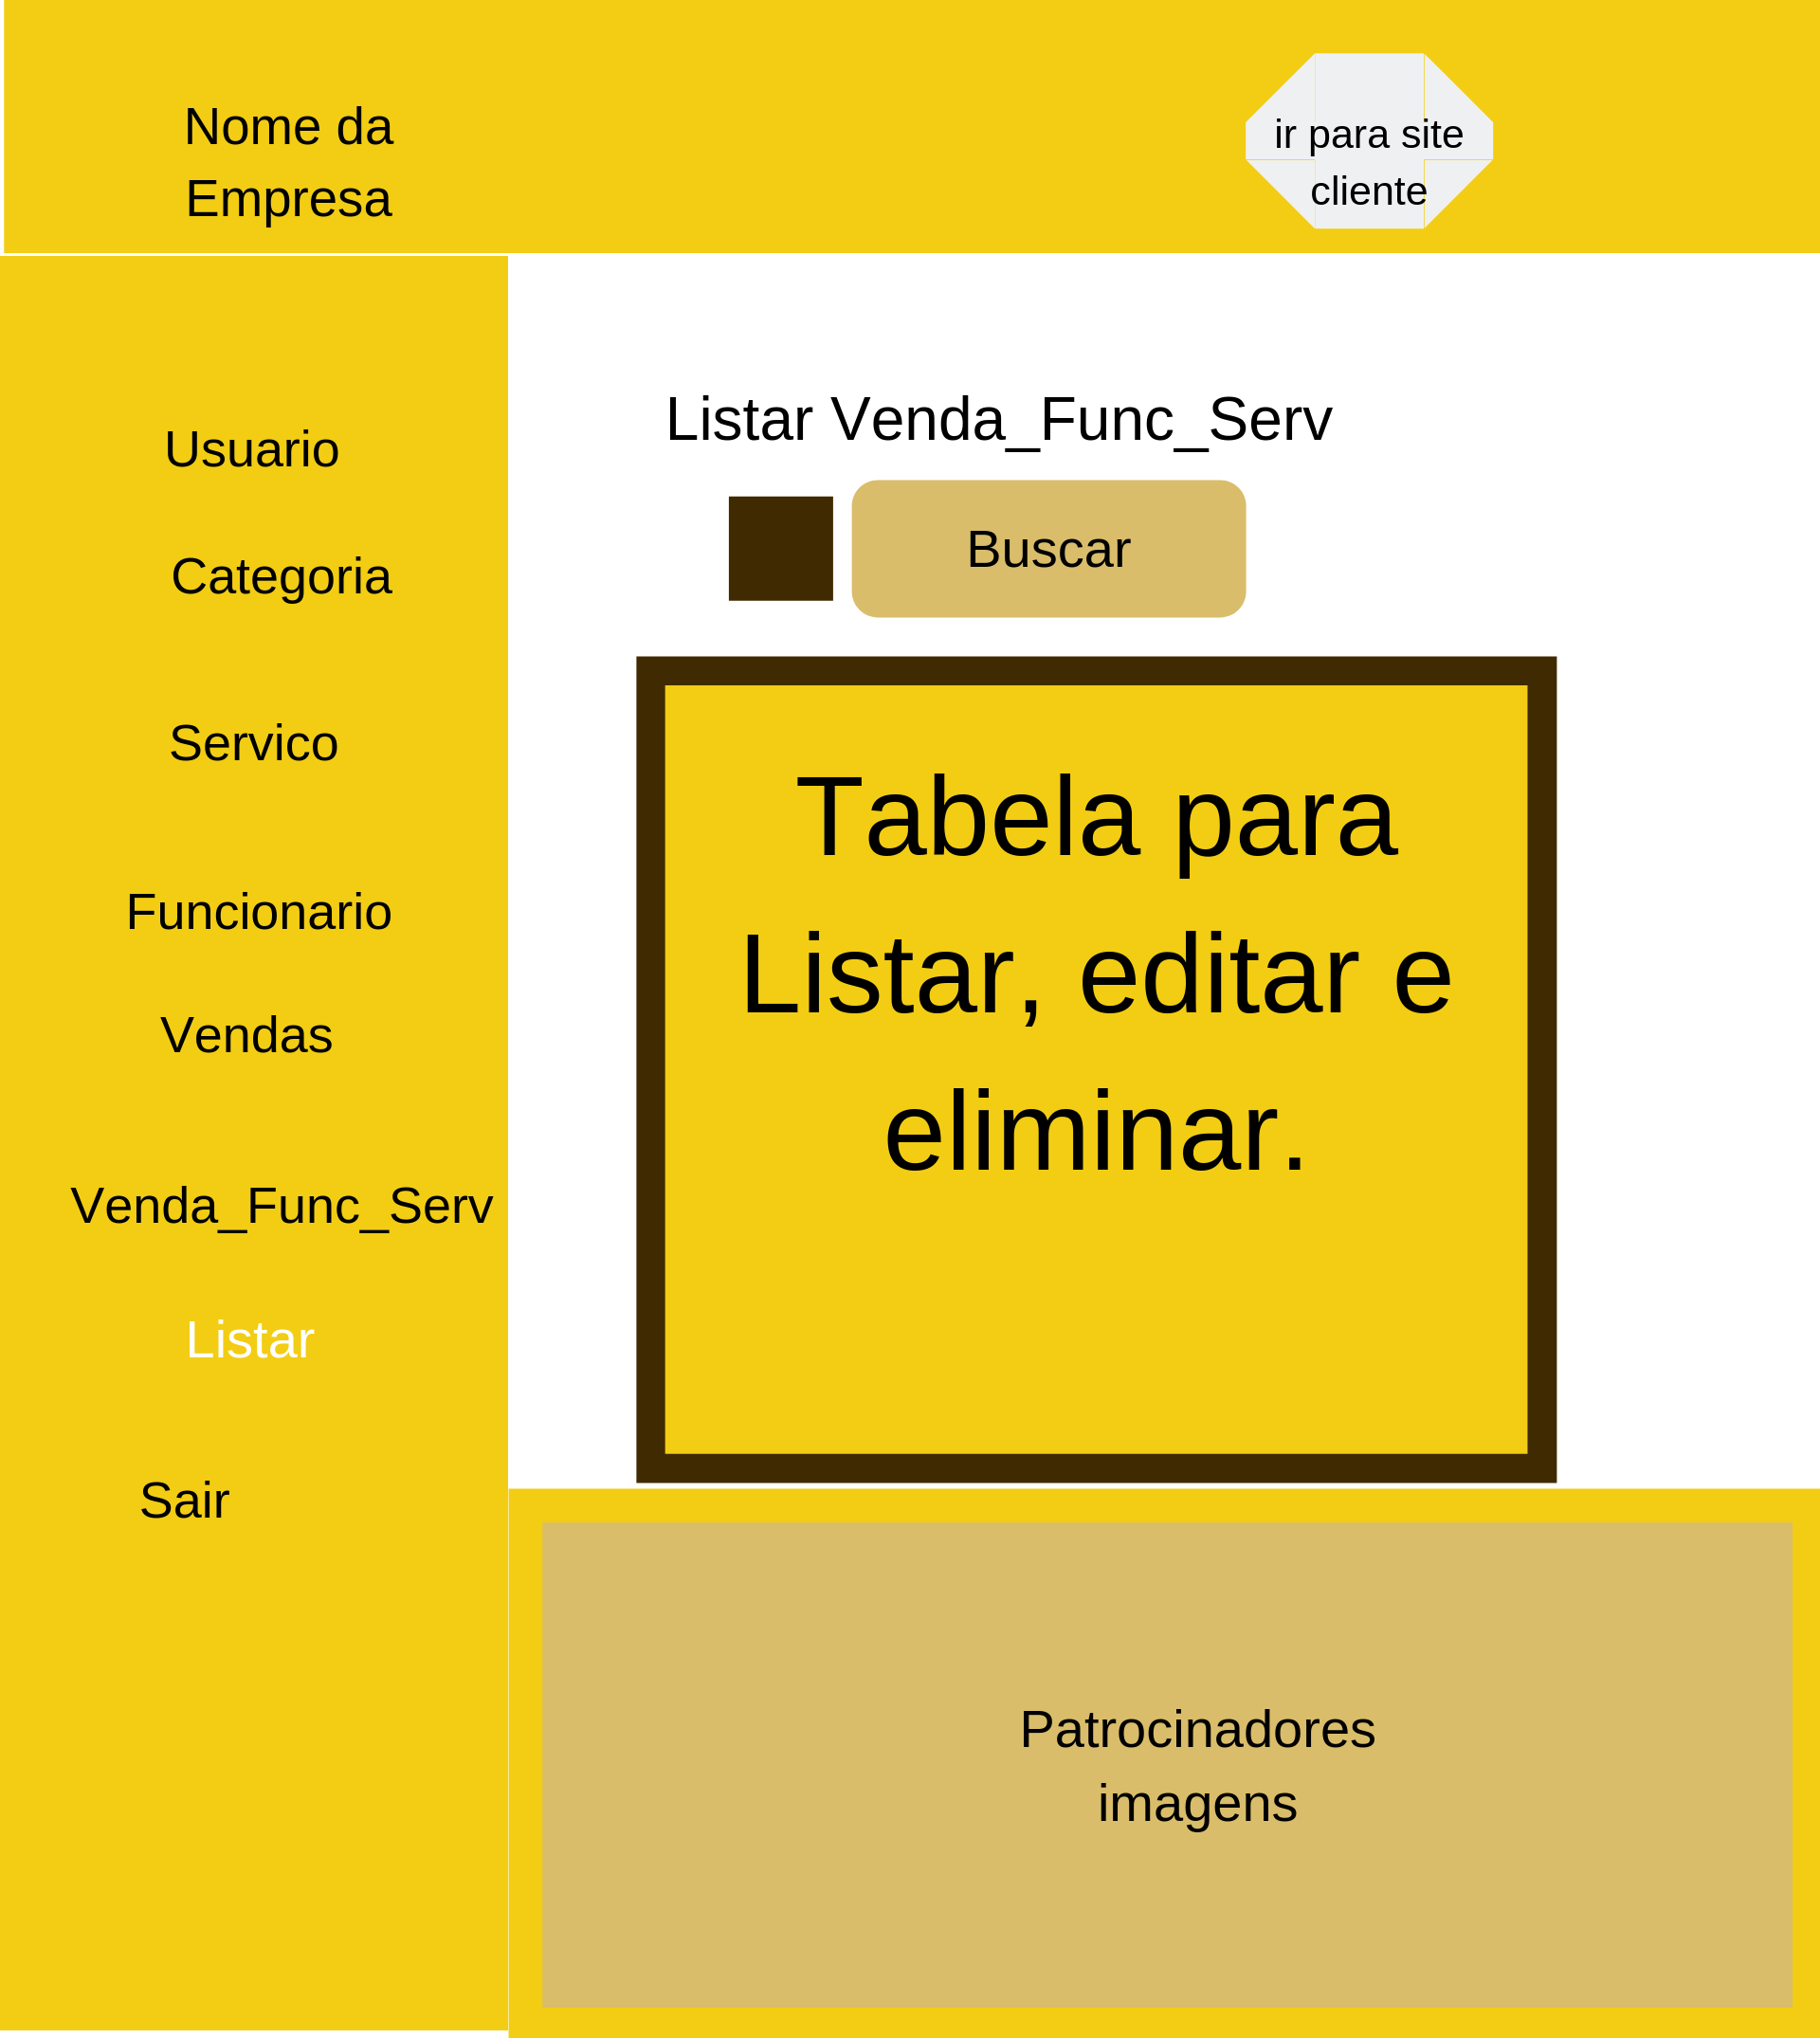 Nome da
Empresa
ir para site
cliente
Usuario
Categoria
Servico
Funcionario
Vendas
Venda_Func_Serv
Listar
Sair
Listar Venda_Func_Serv
Buscar
Tabela para
Listar, editar e
eliminar.
Patrocinadores
imagens